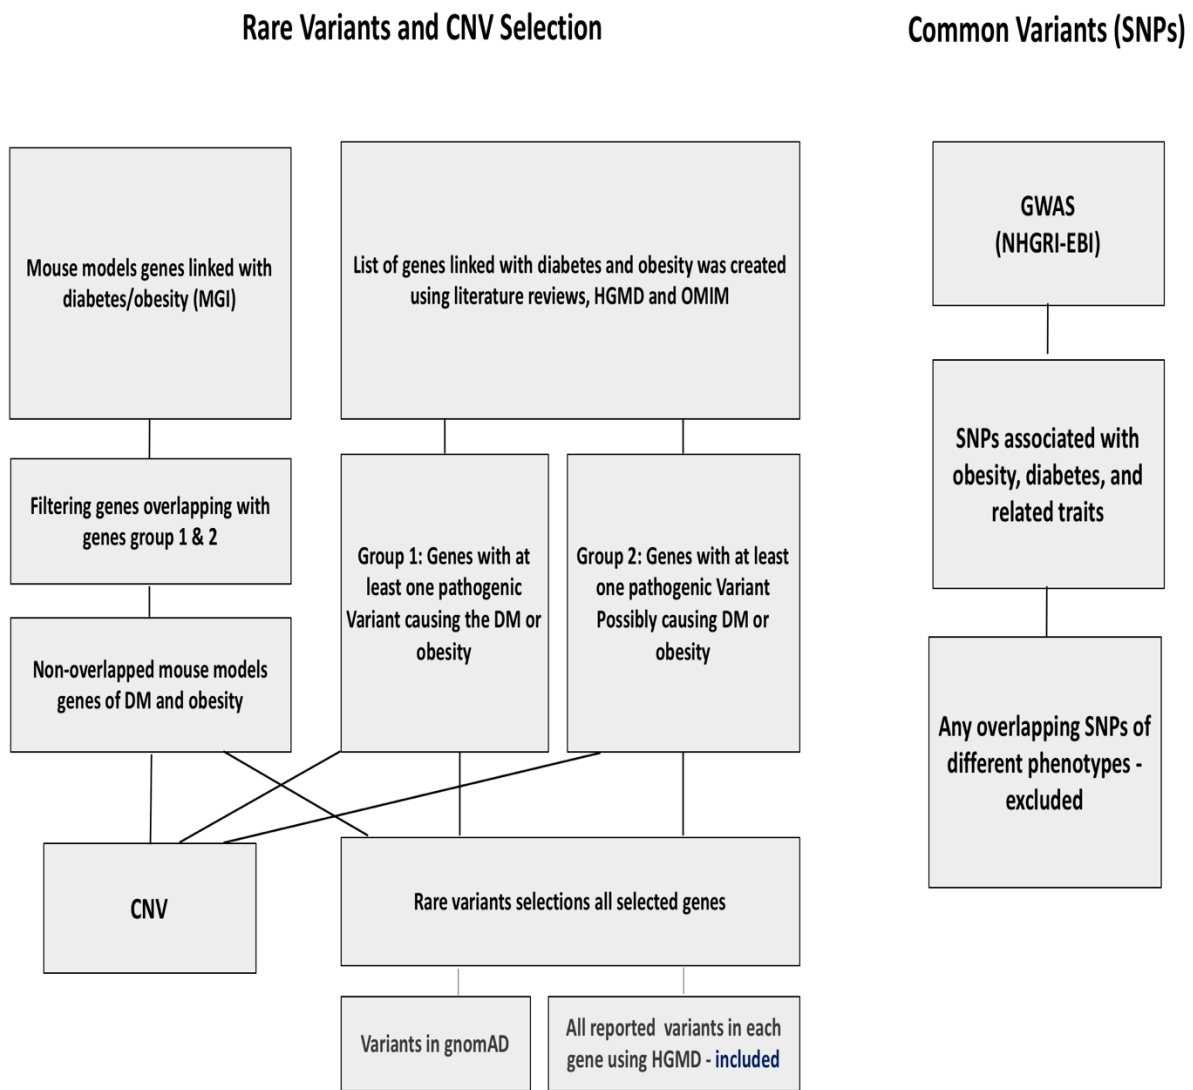 Rare Variants and CNV Selection
Common Variants (SNPs)
Mouse models genes linked with
diabetes/obesity (MGI)
List of genes linked with diabetes and obesity was created
using literature reviews, HGMD and OMIM
GWAS
(NHGRI-EBI)
Filtering genes overlapping with
genes group 1 & 2
Group 1: Genes with at
least one pathogenic
Variant causing the DM or
obesity
Group 2: Genes with at least
one pathogenic Variant
Possibly causing DM or
obesity
SNPs associated with
obesity, diabetes, and
related traits
Non-overlapped mouse models
genes of DM and obesity
Any overlapping SNPs of
different phenotypes -
excluded
CNV
Rare variants selections all selected genes
Variants in gnomAD
All reported variants in each
gene using HGMD - included